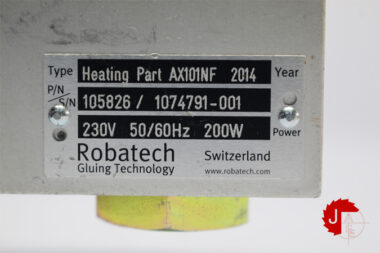 Type Heating Part AX101NF 2014 Year
P/N
S/N 105826 / 1074791-001
230V 50/60Hz 200W Power
Robatech Switzerland
Gluing Technology www.robatech.com
J